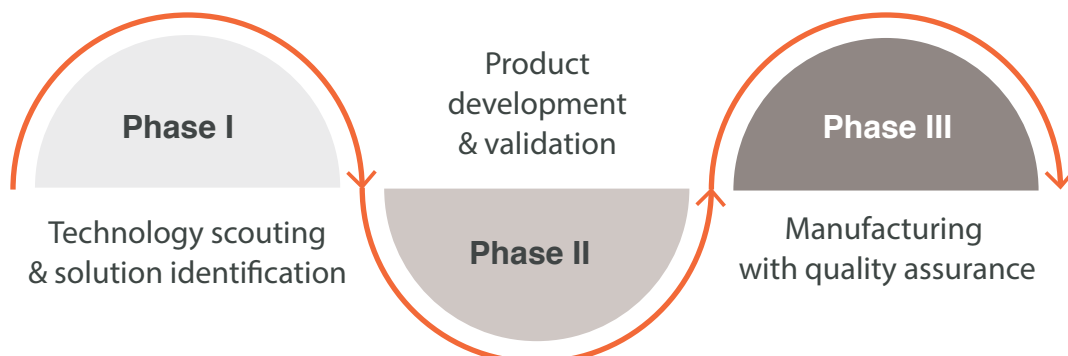 Phase I
Technology scouting
& solution identification
Product
development
& validation
Phase II
Phase III
Manufacturing
with quality assurance